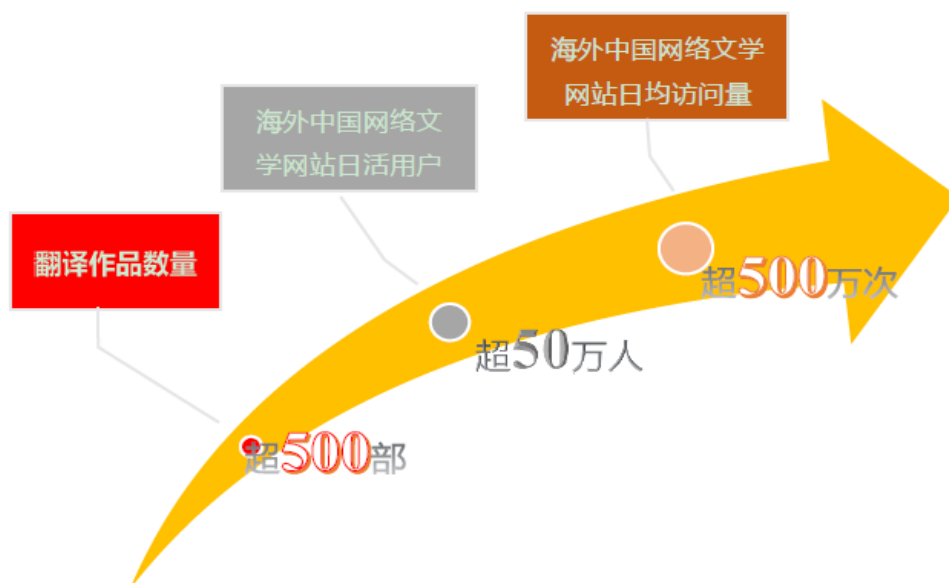 海外中国网络文学
网站日均访问量
海外中国网络文
学网站日活用户
翻译作品数量
超500万次
超50万人
超500部